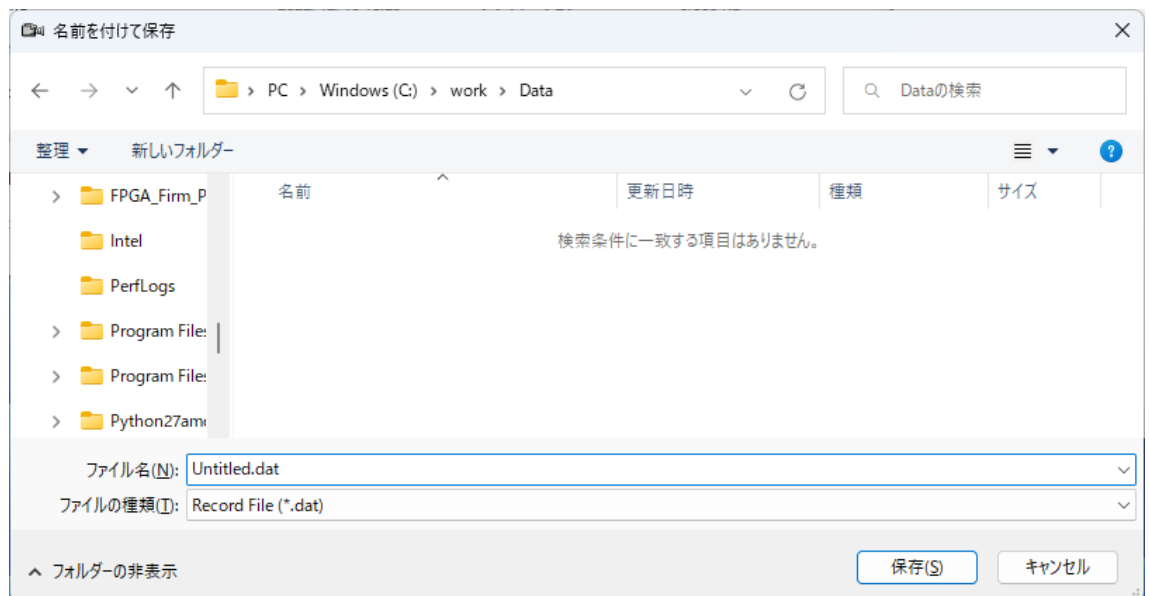 名前を付けて保存
PC > Windows (C:) > work > Data
Dataの検索
整理
新しいフォルダー
名前
更新日時
種類
サイズ
FPGA_Firm_P
検索条件に一致する項目はありません。
Intel
PerfLogs
Program File
Program File
Python27am
ファイル名(N): Untitled.dat
ファイルの種類(T): Record File (*.dat)
フォルダーの非表示
保存(S)
キャンセル